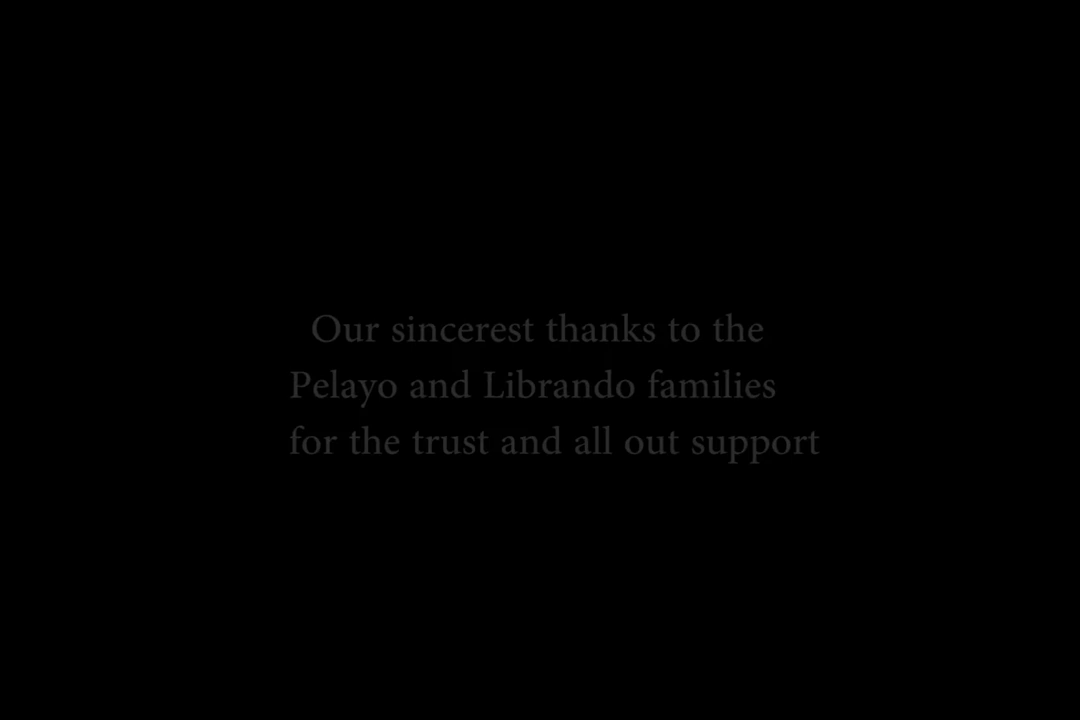 Our sincerest thanks to the
Pelayo and Librando families
for the trust and all out support